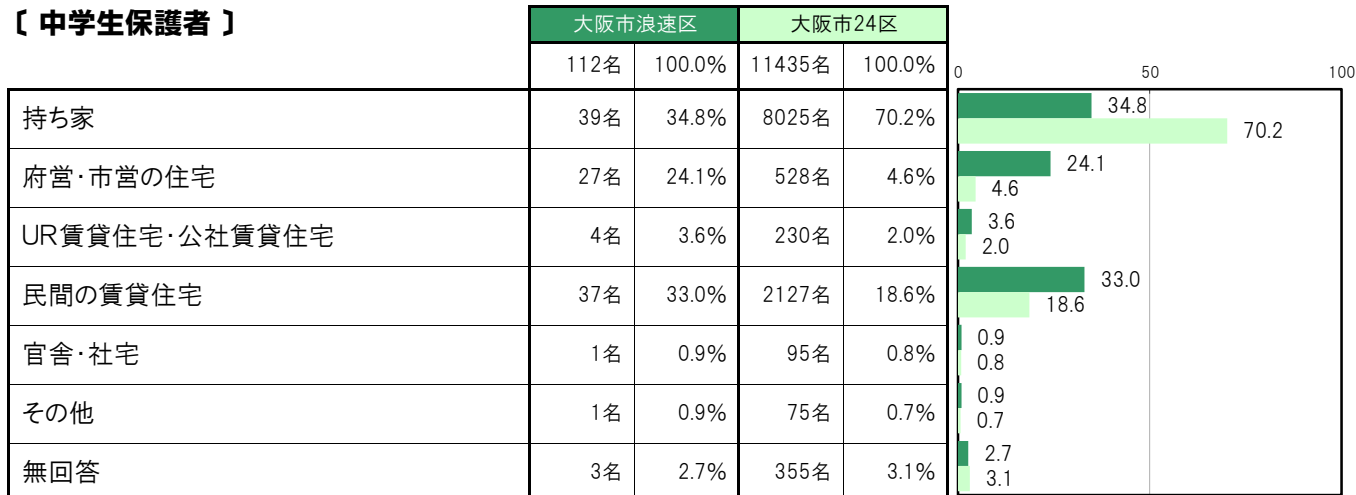 〔 中学生保護者 〕
大阪市浪速区 大阪市24区
112名 100.0% 11435名 100.0% 0 50 100
持ち家 39名 34.8% 8025名 70.2% 34.8
70.2
府営・市営の住宅 27名 24.1% 528名 4.6% 24.1
4.6
UR賃貸住宅・公社賃貸住宅 4名 3.6% 230名 2.0% 3.6
2.0
民間の賃貸住宅 37名 33.0% 2127名 18.6% 33.0
18.6
官舎・社宅 1名 0.9% 95名 0.8% 0.9
0.8
その他 1名 0.9% 75名 0.7% 0.9
0.7
無回答 3名 2.7% 355名 3.1% 2.7
3.1